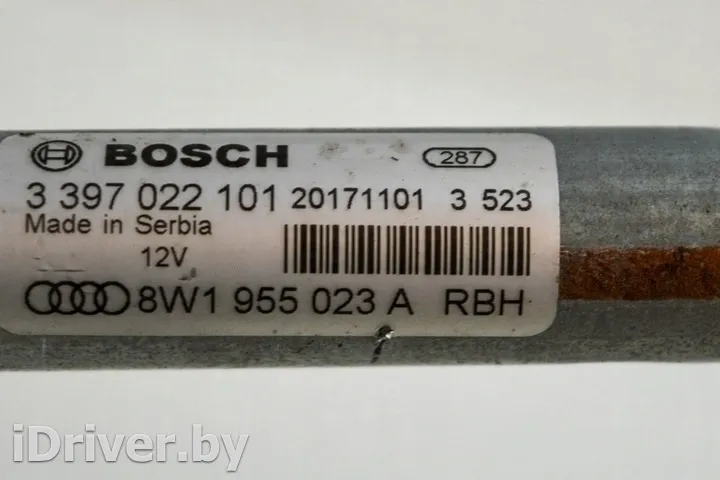 BOSCH 287
3 397 022 101 20171101 3 523
Made in Serbia
12V
8W1 955 023 A RBH
iDriver.by